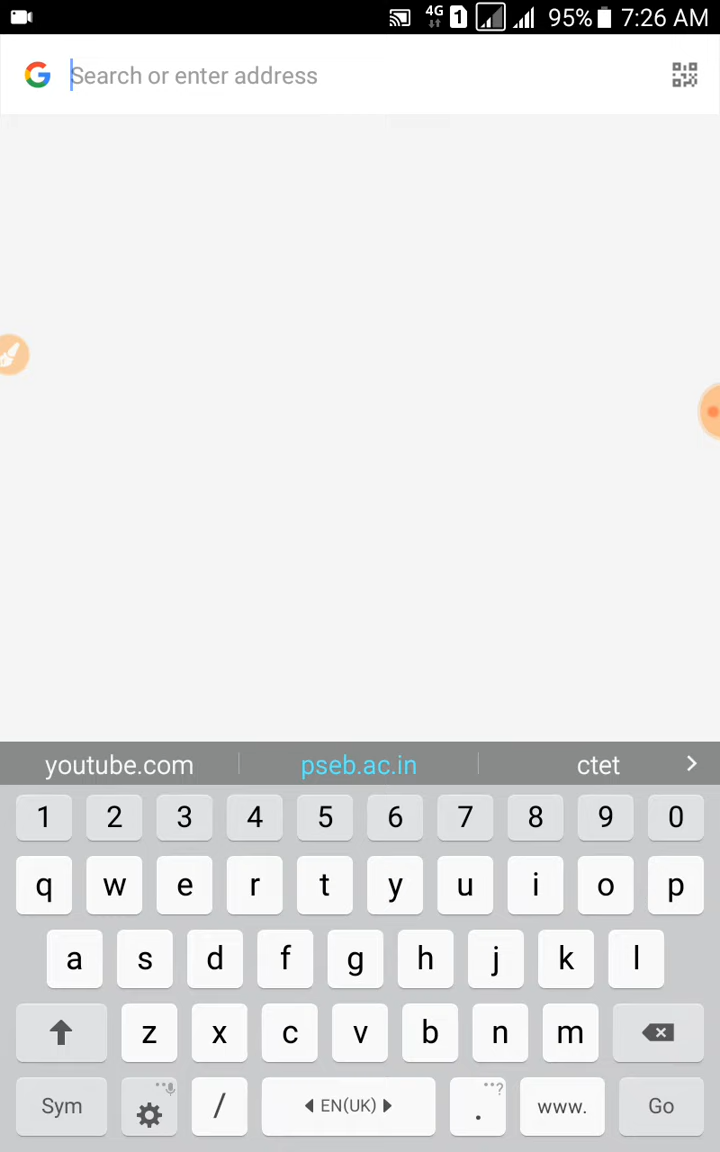 4G 1 95% 7:26 AM
Search or enter address
youtube.com pseb.ac.in ctet
1 2 3 4 5 6 7 8 9 0
q w e r t y u i o p
a s d f g h j k l
z x c v b n m
Sym / EN(UK) . ? www. Go